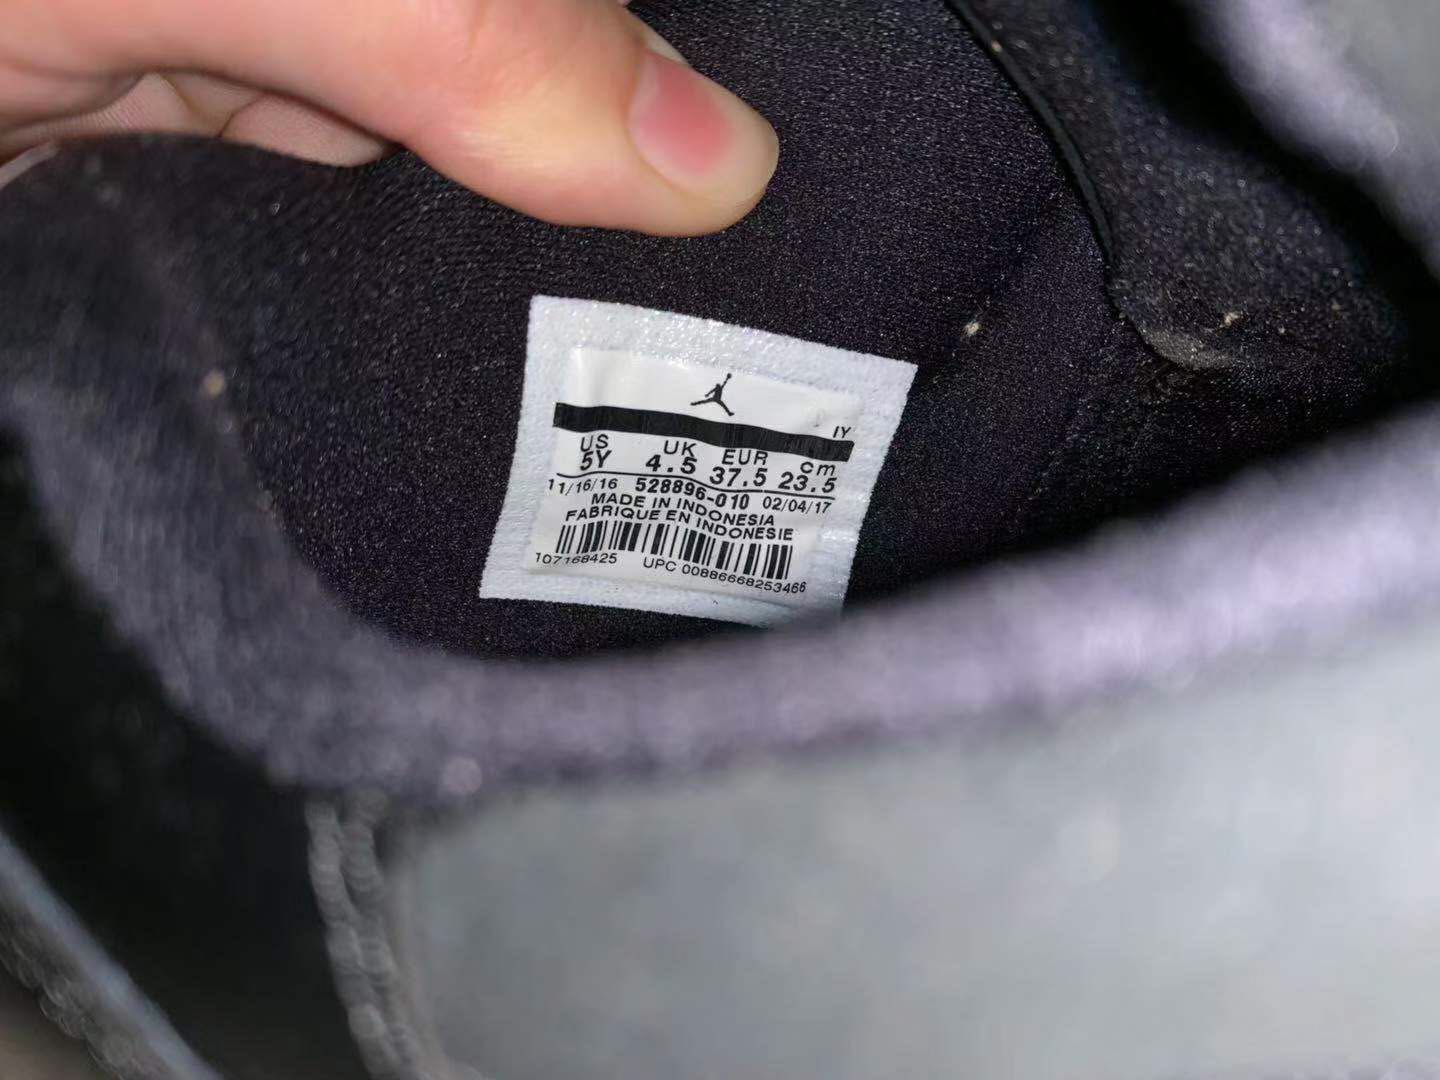 IY
US UK EUR cm
5Y 4.5 37.5 23.5
11/16/16 528896-010 02/04/17
MADE IN INDONESIA
FABRIQUE EN INDONESIE
107168425 UPC 00886668253466